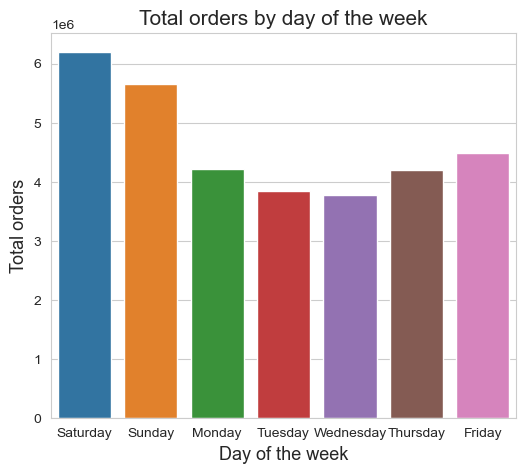 Total orders by day of the week
1e6
6
5
4
3
2
1
0
Total orders
Saturday Sunday Monday Tuesday Wednesday Thursday Friday
Day of the week